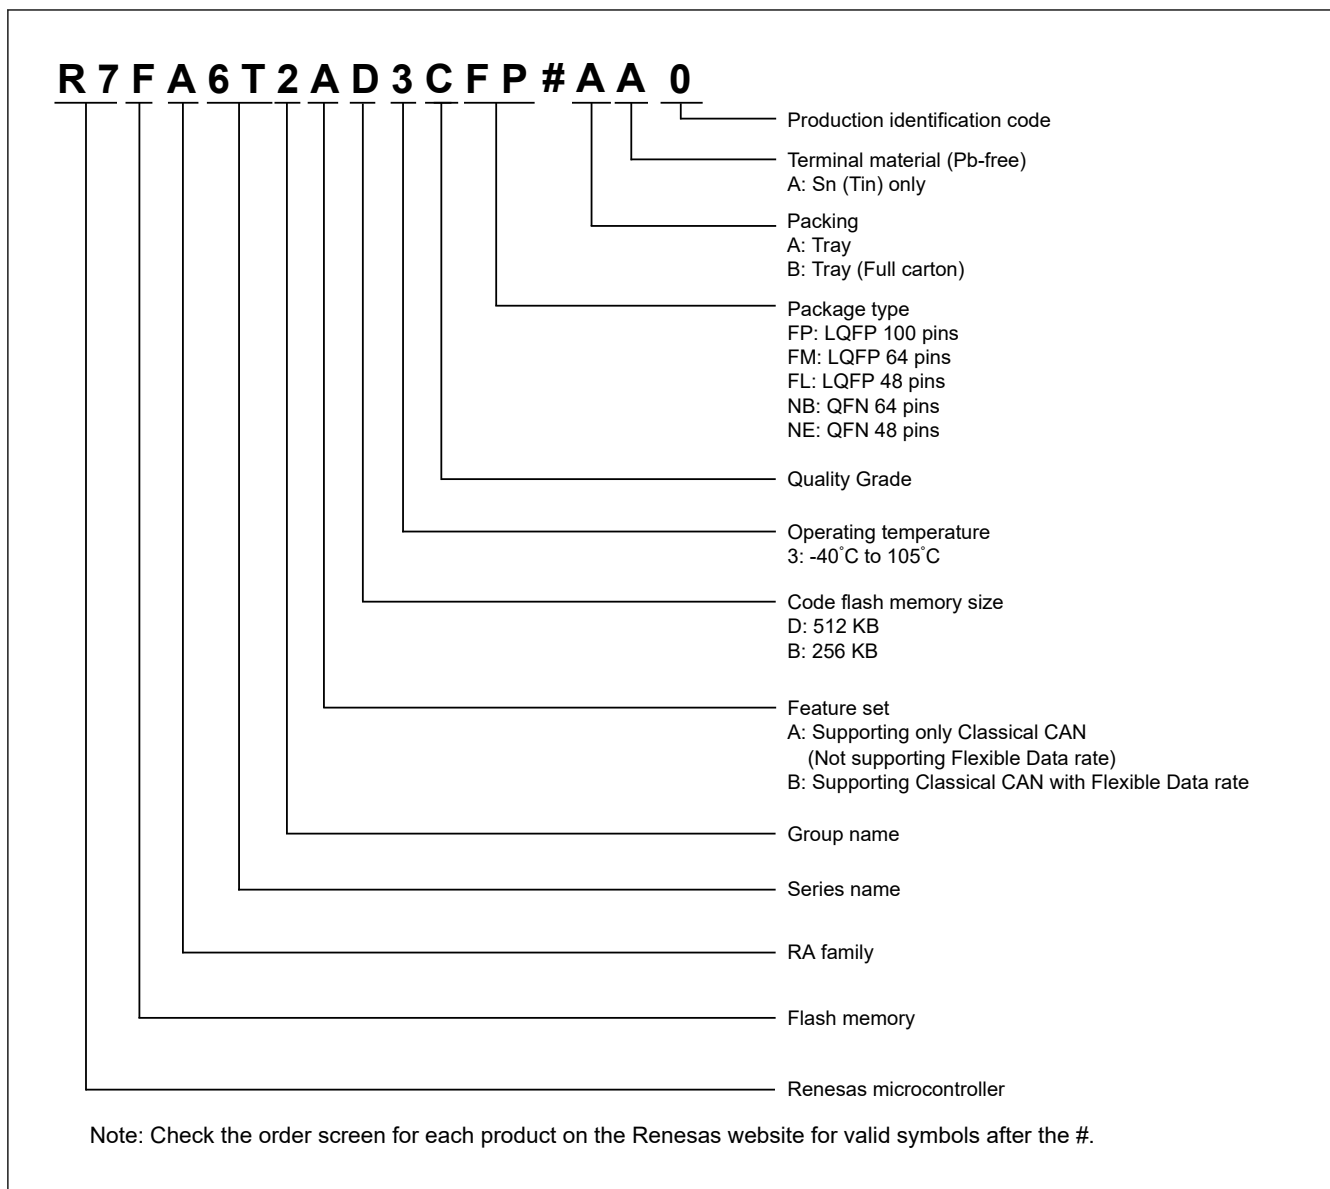 R7FA6T2AD3CFP#AA0
Production identification code
Terminal material (Pb-free)
A: Sn (Tin) only
Packing
A: Tray
B: Tray (Full carton)
Package type
FP: LQFP 100 pins
FM: LQFP 64 pins
FL: LQFP 48 pins
NB: QFN 64 pins
NE: QFN 48 pins
Quality Grade
Operating temperature
3: -40°C to 105°C
Code flash memory size
D: 512 KB
B: 256 KB
Feature set
A: Supporting only Classical CAN
(Not supporting Flexible Data rate)
B: Supporting Classical CAN with Flexible Data rate
Group name
Series name
RA family
Flash memory
Renesas microcontroller
Note: Check the order screen for each product on the Renesas website for valid symbols after the #.